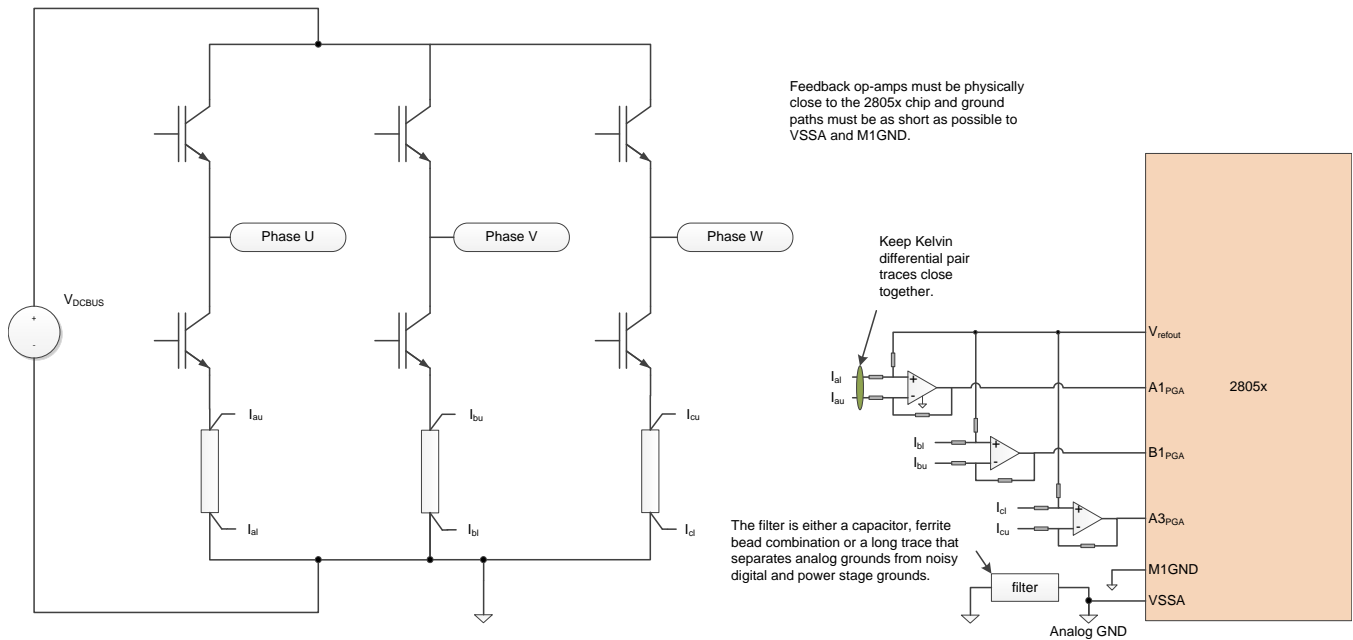 Feedback op-amps must be physically
close to the 2805x chip and ground
paths must be as short as possible to
VSSA and M1GND.
Phase U
Phase V
Phase W
Keep Kelvin
differential pair
traces close
together.
VDCBUS
+
-
Vrefout
Ial
+
A1PGA
2805x
Iau
-
Iau
Ibu
Icu
Ibl
+
B1PGA
Ibu
-
Icl
+
A3PGA
Icu
-
Ial
Ibl
Icl
The filter is either a capacitor, ferrite
bead combination or a long trace that
separates analog grounds from noisy
digital and power stage grounds.
M1GND
filter
VSSA
Analog GND